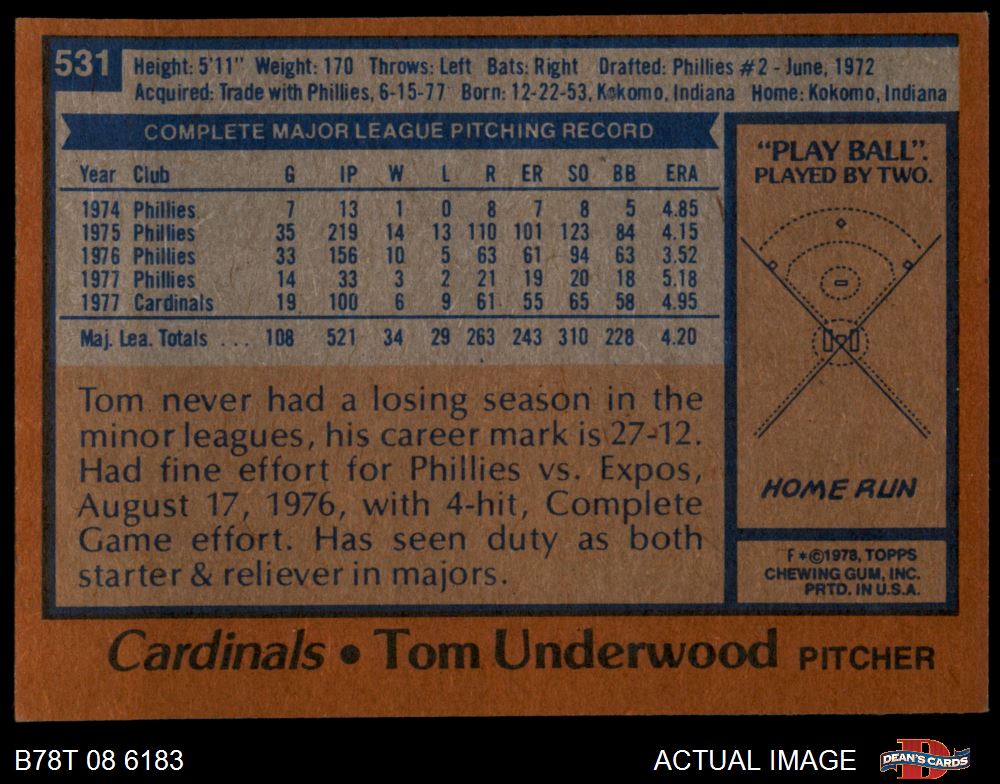 531
Height: 5'11" Weight: 170 Throws: Left Bats: Right Drafted: Phillies #2 - June, 1972
Acquired: Trade with Phillies, 6-15-77 Born: 12-22-53, Kokomo, Indiana Home: Kokomo, Indiana
COMPLETE MAJOR LEAGUE PITCHING RECORD
Year Club G IP W L R ER SO BB ERA
1974 Phillies 7 13 1 0 8 7 8 5 4.85
1975 Phillies 35 219 14 13 110 101 123 84 4.15
1976 Phillies 33 156 10 5 63 61 94 63 3.52
1977 Phillies 14 33 3 2 21 19 20 18 5.18
1977 Cardinals 19 100 6 9 61 55 65 58 4.95
Maj. Lea. Totals ... 108 521 34 29 263 243 310 228 4.20
Tom never had a losing season in the
minor leagues, his career mark is 27-12.
Had fine effort for Phillies vs. Expos,
August 17, 1976, with 4-hit, Complete
Game effort. Has seen duty as both
starter & reliever in majors.
"PLAY BALL".
PLAYED BY TWO.
HOME RUN
F*©1978, TOPPS
CHEWING GUM, INC.
PRTD. IN U.S.A.
Cardinals • Tom Underwood PITCHER
B78T 08 6183
ACTUAL IMAGE
DEAN'S CARDS